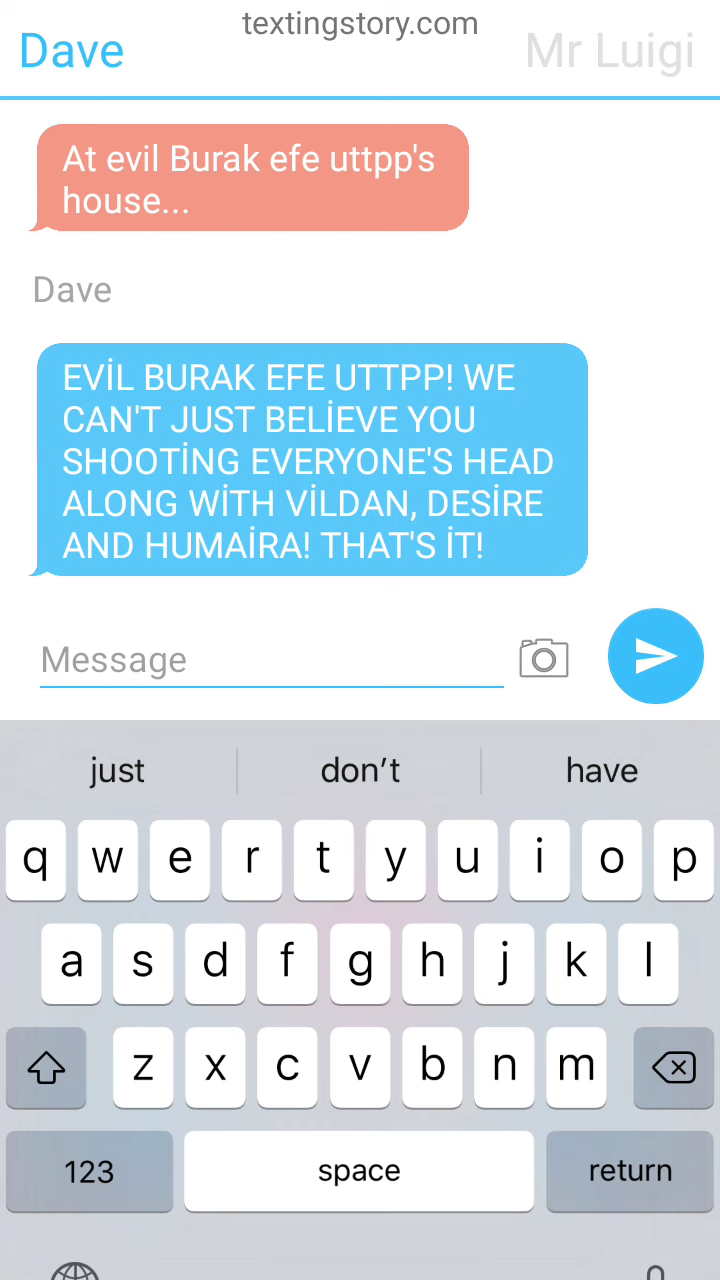 textingstory.com
Dave
Mr Luigi
At evil Burak efe uttpp's
house...
Dave
EVİL BURAK EFE UTTPP! WE
CAN'T JUST BELİEVE YOU
SHOOTİNG EVERYONE'S HEAD
ALONG WİTH VİLDAN, DESİRE
AND HUMAİRA! THAT'S İT!
Message
just don’t have
q w e r t y u i o p
a s d f g h j k l
z x c v b n m
123 space return